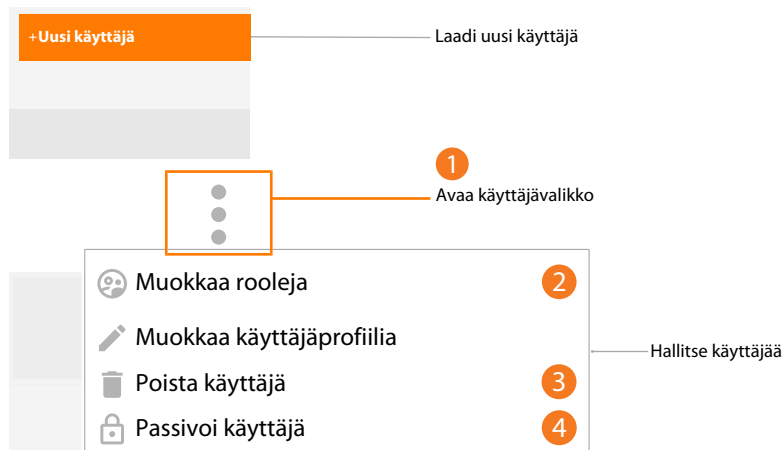 +Uusi käyttäjä
Laadi uusi käyttäjä
1
Avaa käyttäjävalikko
Muokkaa rooleja
2
Muokkaa käyttäjäprofiilia
Hallitse käyttäjää
Poista käyttäjä
3
Passivoi käyttäjä
4